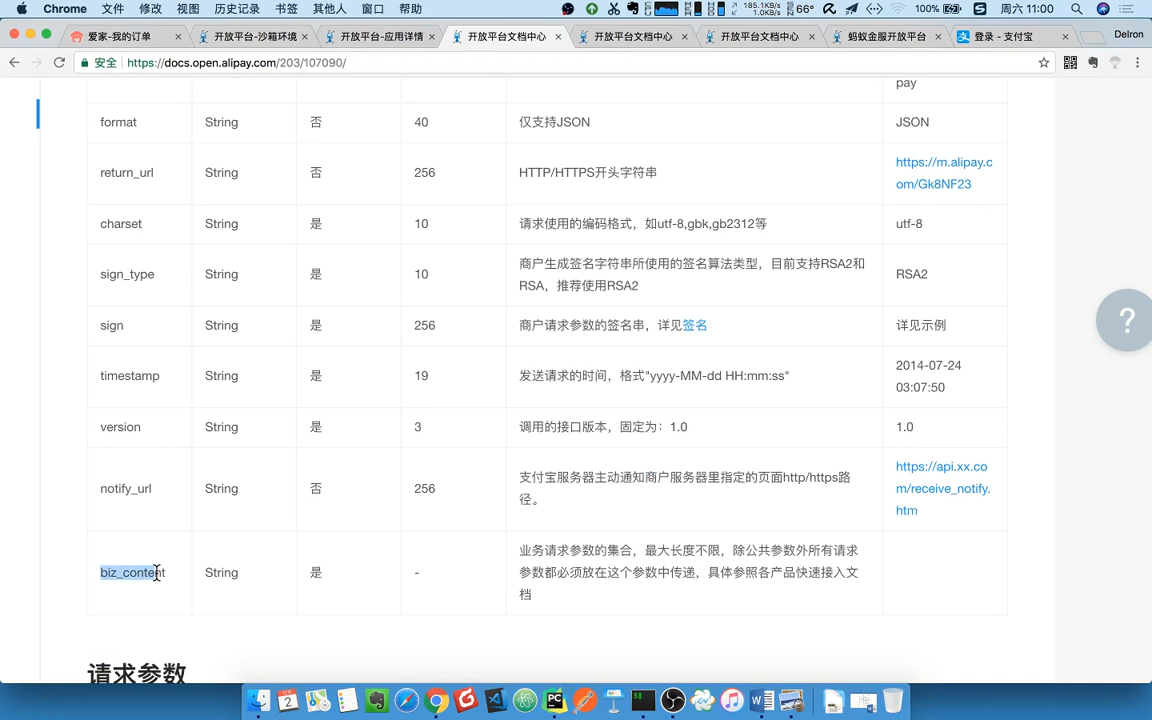 Chrome 文件 修改 视图 历史记录 书签 其他人 窗口 帮助 185.1KB/s 1.0KB/s 66° 100% 周六 11:00
爱家-我的订单 开放平台-沙箱环境 开放平台-应用详情 开放平台文档中心 开放平台文档中心 开放平台文档中心 蚂蚁金服开放平台 登录 - 支付宝 Delron
安全 https://docs.open.alipay.com/203/107090/
pay
format String 否 40 仅支持JSON JSON
return_url String 否 256 HTTP/HTTPS开头字符串 https://m.alipay.c
om/Gk8NF23
charset String 是 10 请求使用的编码格式，如utf-8,gbk,gb2312等 utf-8
sign_type String 是 10 商户生成签名字符串所使用的签名算法类型，目前支持RSA2和
RSA，推荐使用RSA2 RSA2
sign String 是 256 商户请求参数的签名串，详见签名 详见示例
timestamp String 是 19 发送请求的时间，格式"yyyy-MM-dd HH:mm:ss" 2014-07-24
03:07:50
version String 是 3 调用的接口版本，固定为：1.0 1.0
notify_url String 否 256 支付宝服务器主动通知商户服务器里指定的页面http/https路
径。 https://api.xx.co
m/receive_notify.
htm
biz_content String 是 - 业务请求参数的集合，最大长度不限，除公共参数外所有请求
参数都必须放在这个参数中传递，具体参照各产品快速接入文
档
请求参数
?